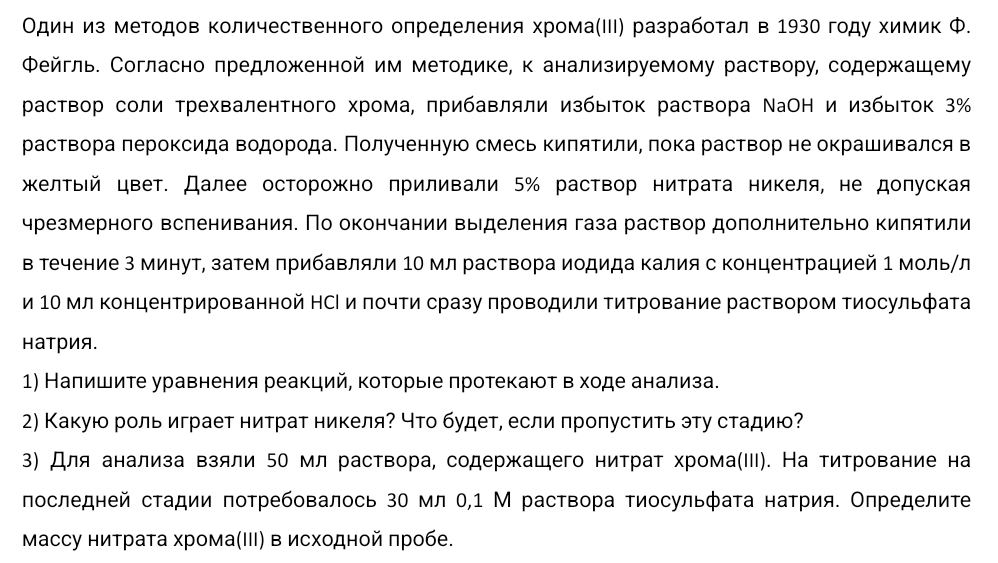 Один из методов количественного определения хрома(III) разработал в 1930 году химик Ф.
Фейгль. Согласно предложенной им методике, к анализируемому раствору, содержащему
раствор соли трехвалентного хрома, прибавляли избыток раствора NaOH и избыток 3%
раствора пероксида водорода. Полученную смесь кипятили, пока раствор не окрашивался в
желтый цвет. Далее осторожно приливали 5% раствор нитрата никеля, не допуская
чрезмерного вспенивания. По окончании выделения газа раствор дополнительно кипятили
в течение 3 минут, затем прибавляли 10 мл раствора иодида калия с концентрацией 1 моль/л
и 10 мл концентрированной HCl и почти сразу проводили титрование раствором тиосульфата
натрия.
1) Напишите уравнения реакций, которые протекают в ходе анализа.
2) Какую роль играет нитрат никеля? Что будет, если пропустить эту стадию?
3) Для анализа взяли 50 мл раствора, содержащего нитрат хрома(III). На титрование на
последней стадии потребовалось 30 мл 0,1 М раствора тиосульфата натрия. Определите
массу нитрата хрома(III) в исходной пробе.